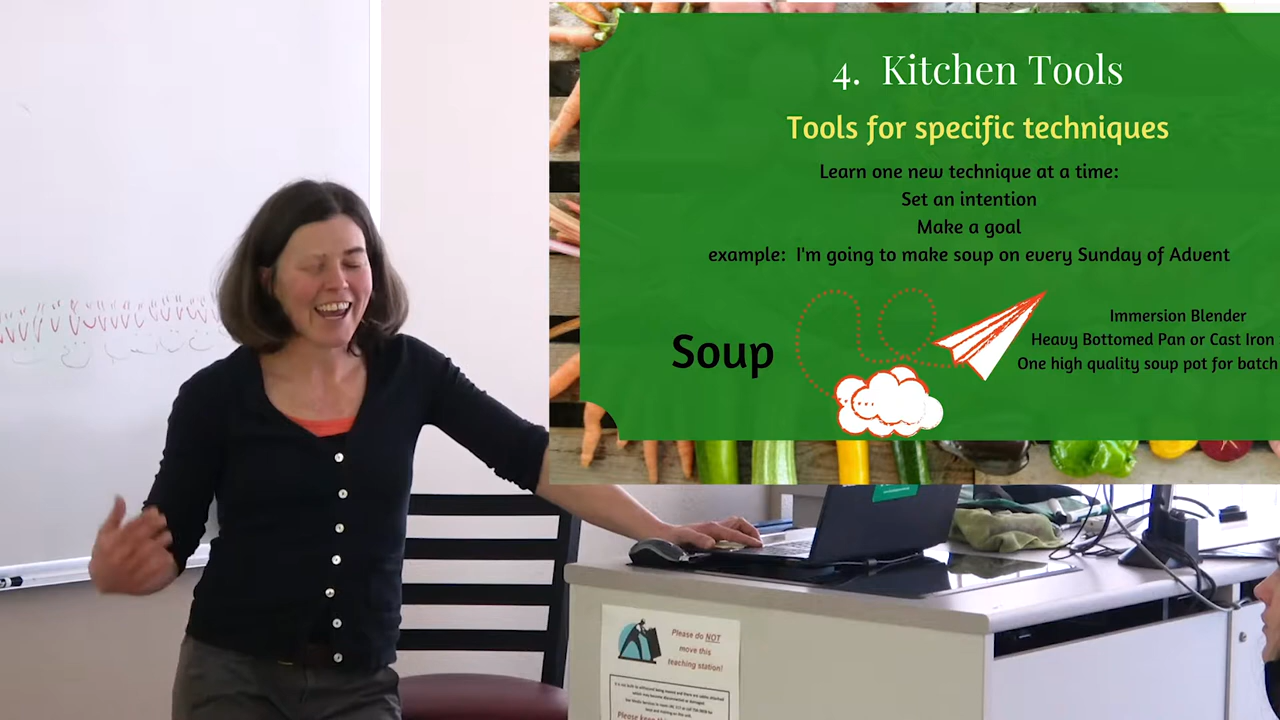 4. Kitchen Tools
Tools for specific techniques
Learn one new technique at a time:
Set an intention
Make a goal
example: I'm going to make soup on every Sunday of Advent
Soup
Immersion Blender
Heavy Bottomed Pan or Cast Iron
One high quality soup pot for batch
Please do NOT
move this
teaching station!